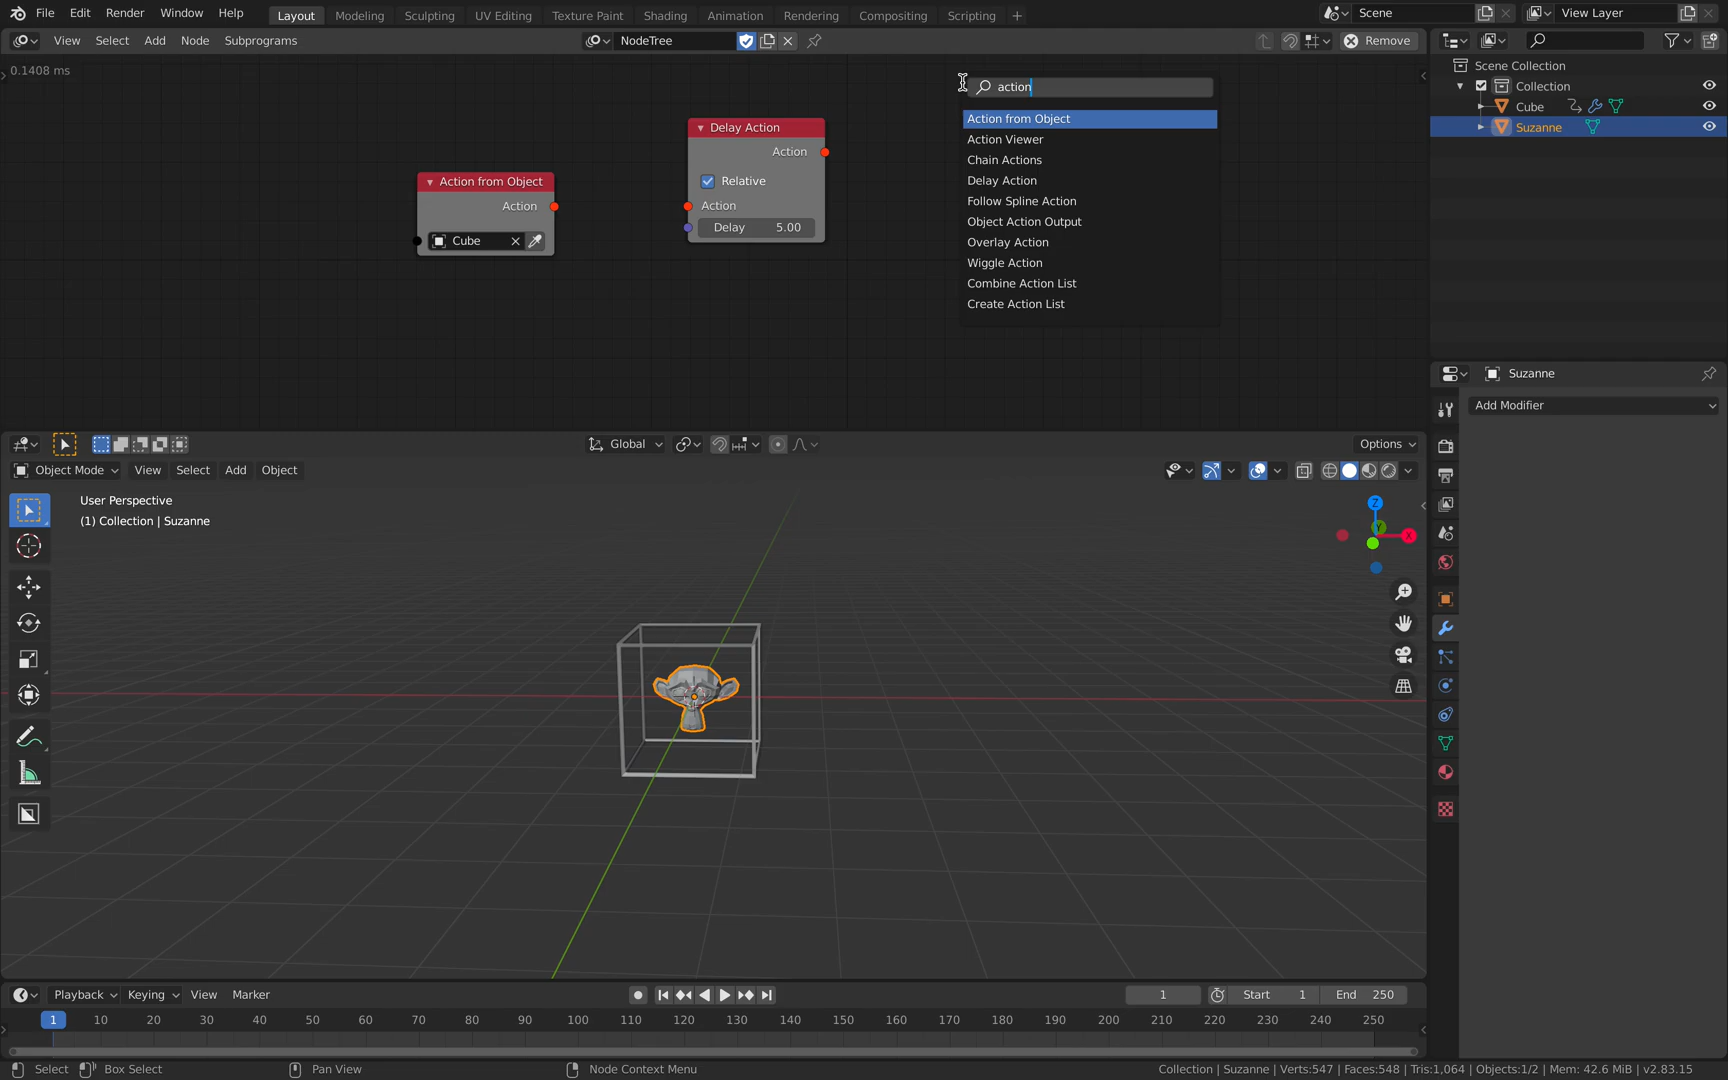 File Edit Render Window Help Layout Modeling Sculpting UV Editing Texture Paint Shading Animation Rendering Compositing Scripting + Scene View Layer
View Select Add Node Subprograms NodeTree Remove
0.1408 ms
action
Action from Object
Action Viewer
Chain Actions
Delay Action
Follow Spline Action
Object Action Output
Overlay Action
Wiggle Action
Combine Action List
Create Action List
Delay Action
Action
Relative
Action
Delay 5.00
Action from Object
Action
Cube
Scene Collection
Collection
Cube
Suzanne
Suzanne
Add Modifier
Global Options
Object Mode View Select Add Object
User Perspective
(1) Collection | Suzanne
Z
Y
X
Playback Keying View Marker 1 Start 1 End 250
1 10 20 30 40 50 60 70 80 90 100 110 120 130 140 150 160 170 180 190 200 210 220 230 240 250
Select Box Select Pan View Node Context Menu Collection | Suzanne | Verts:547 | Faces:548 | Tris:1,064 | Objects:1/2 | Mem: 42.6 MiB | v2.83.15